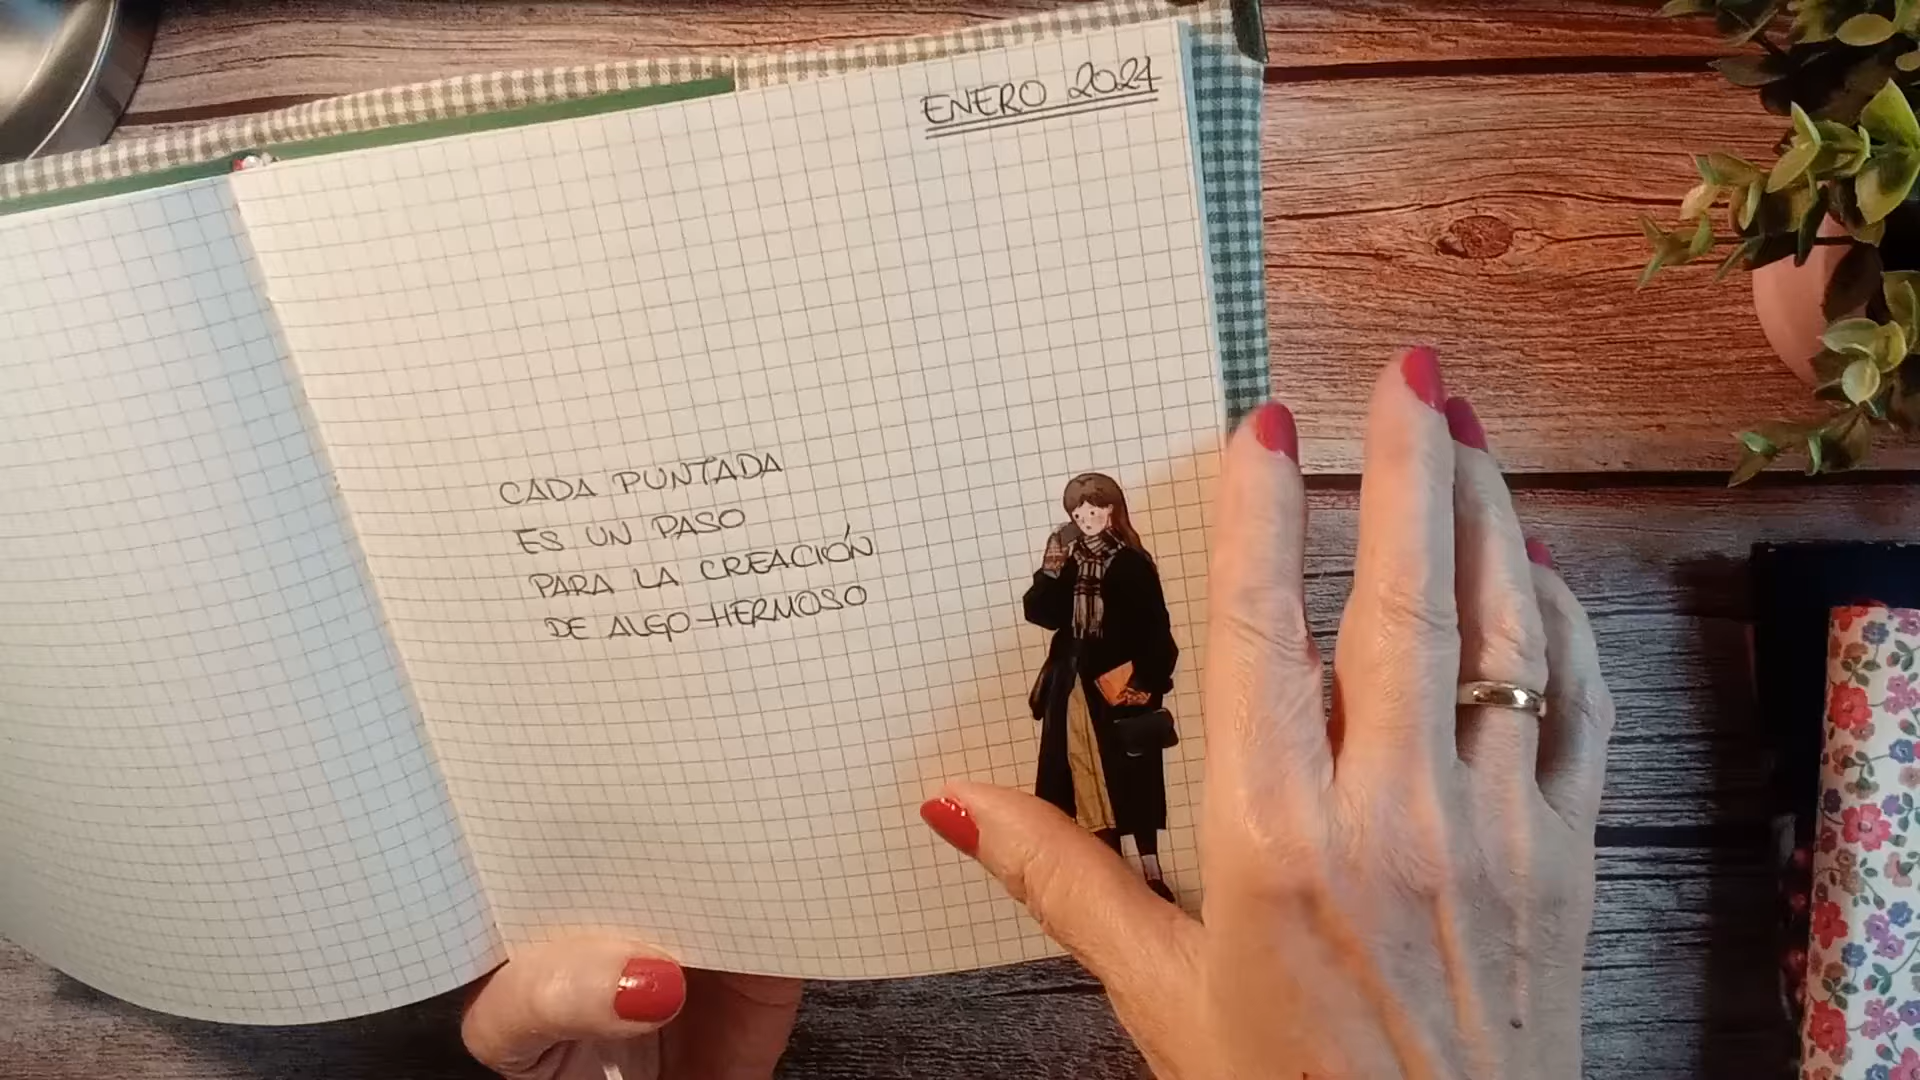 ENERO 2024
CADA PUNTADA
ES UN PASO
PARA LA CREACIÓN
DE ALGO HERMOSO